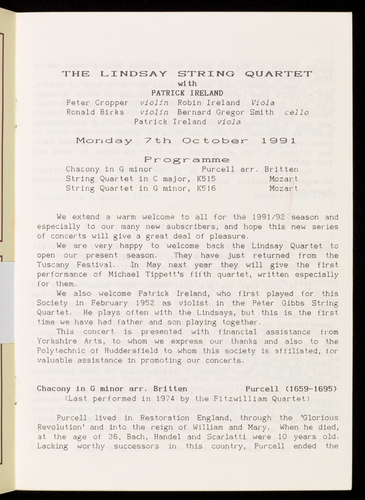 THE LINDSAY STRING QUARTET
with
PATRICK IRELAND
Peter Cropper violin Robin Ireland Viola
Ronald Birks violin Bernard Gregor Smith cello
Patrick Ireland viola
Monday 7th October 1991
Programme
Chacony in G minor Purcell arr. Britten
String Quartet in C major, K515 Mozart
String Quartet in G minor, K516 Mozart
We extend a warm welcome to all for the 1991/92 season and
especially to our many new subscribers, and hope this new series
of concerts will give a great deal of pleasure.
We are very happy to welcome back the Lindsay Quartet to
open our present season. They have just returned from the
Tuscany Festival. In May next year they will give the first
performance of Michael Tippett's fifth quartet, written especially
for them.
We also welcome Patrick Ireland, who first played for this
Society in February 1952 as violist in the Peter Gibbs String
Quartet. He plays often with the Lindsays, but this is the first
time we have had father and son playing together.
This concert is presented with financial assistance from
Yorkshire Arts, to whom we express our thanks and also to the
Polytechnic of Huddersfield to whom this society is affiliated, for
valuable assistance in promoting our concerts.
Chacony in G minor arr. Britten Purcell (1659-1695)
(Last performed in 1974 by the Fitzwilliam Quartet)
Purcell lived in Restoration England, through the 'Glorious
Revolution' and into the reign of William and Mary. When he died,
at the age of 36, Bach, Handel and Scarlatti were 10 years old.
Lacking worthy successors in this country, Purcell ended the